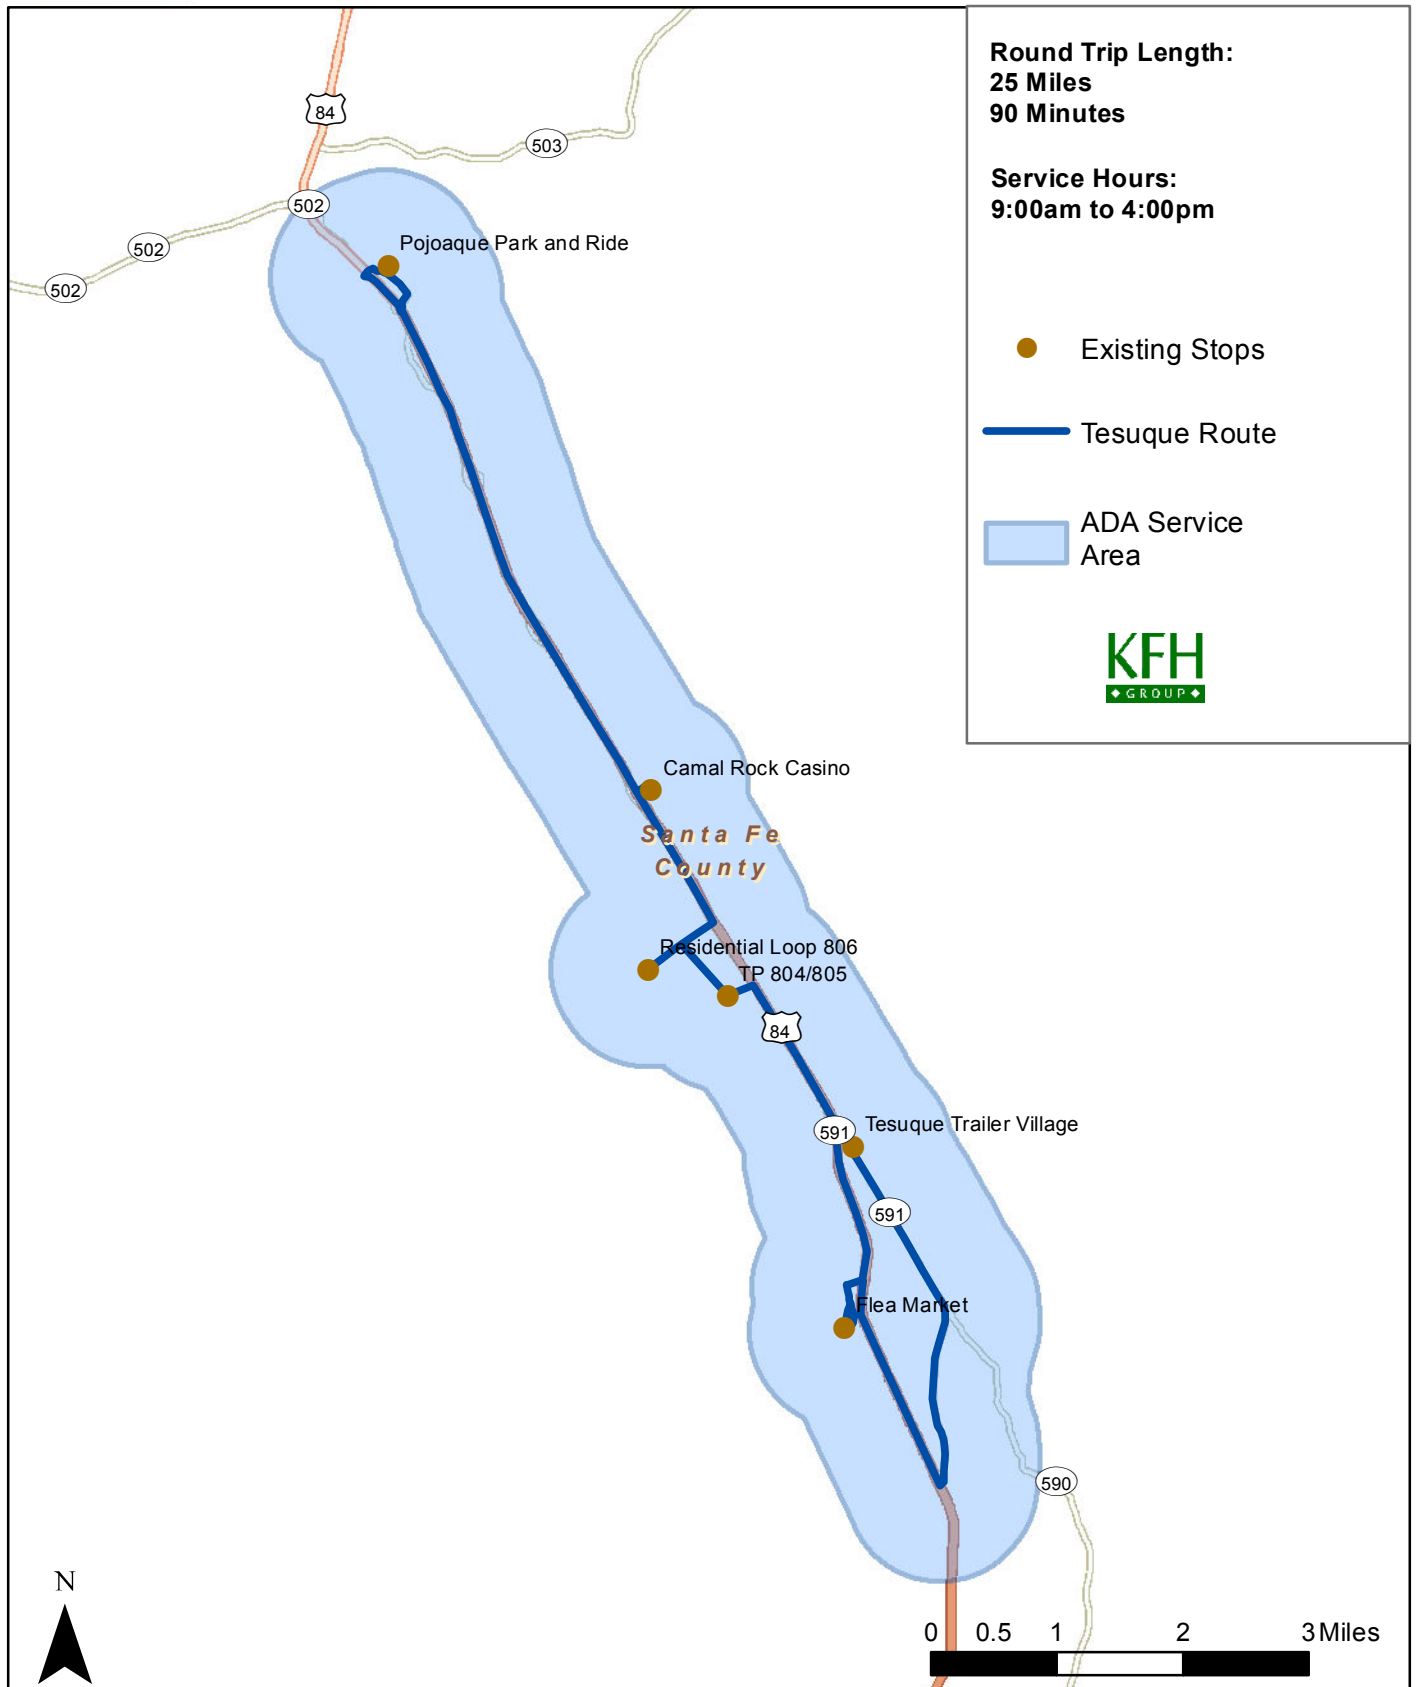 Round Trip Length:
25 Miles
90 Minutes
Service Hours:
9:00am to 4:00pm
Existing Stops
Tesuque Route
ADA Service
Area
KFH
GROUP
84
503
502
502
502
Pojoaque Park and Ride
Camal Rock Casino
Santa Fe
County
Residential Loop 806
TP 804/805
84
591
Tesuque Trailer Village
591
Flea Market
590
N
0 0.5 1 2 3 Miles